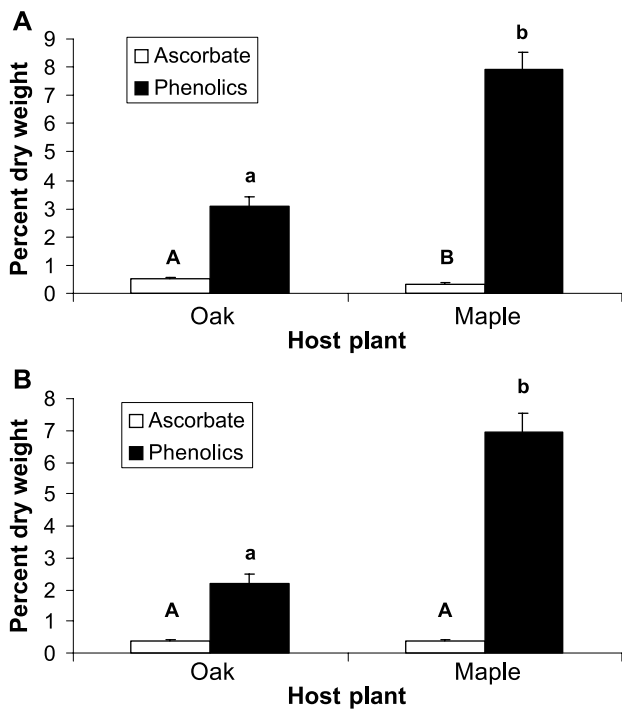 A
Percent dry weight
9
8
7
6
5
4
3
2
1
0
Ascorbate
Phenolics
A
a
B
b
Oak
Maple
Host plant
B
Percent dry weight
8
7
6
5
4
3
2
1
0
Ascorbate
Phenolics
A
a
A
b
Oak
Maple
Host plant